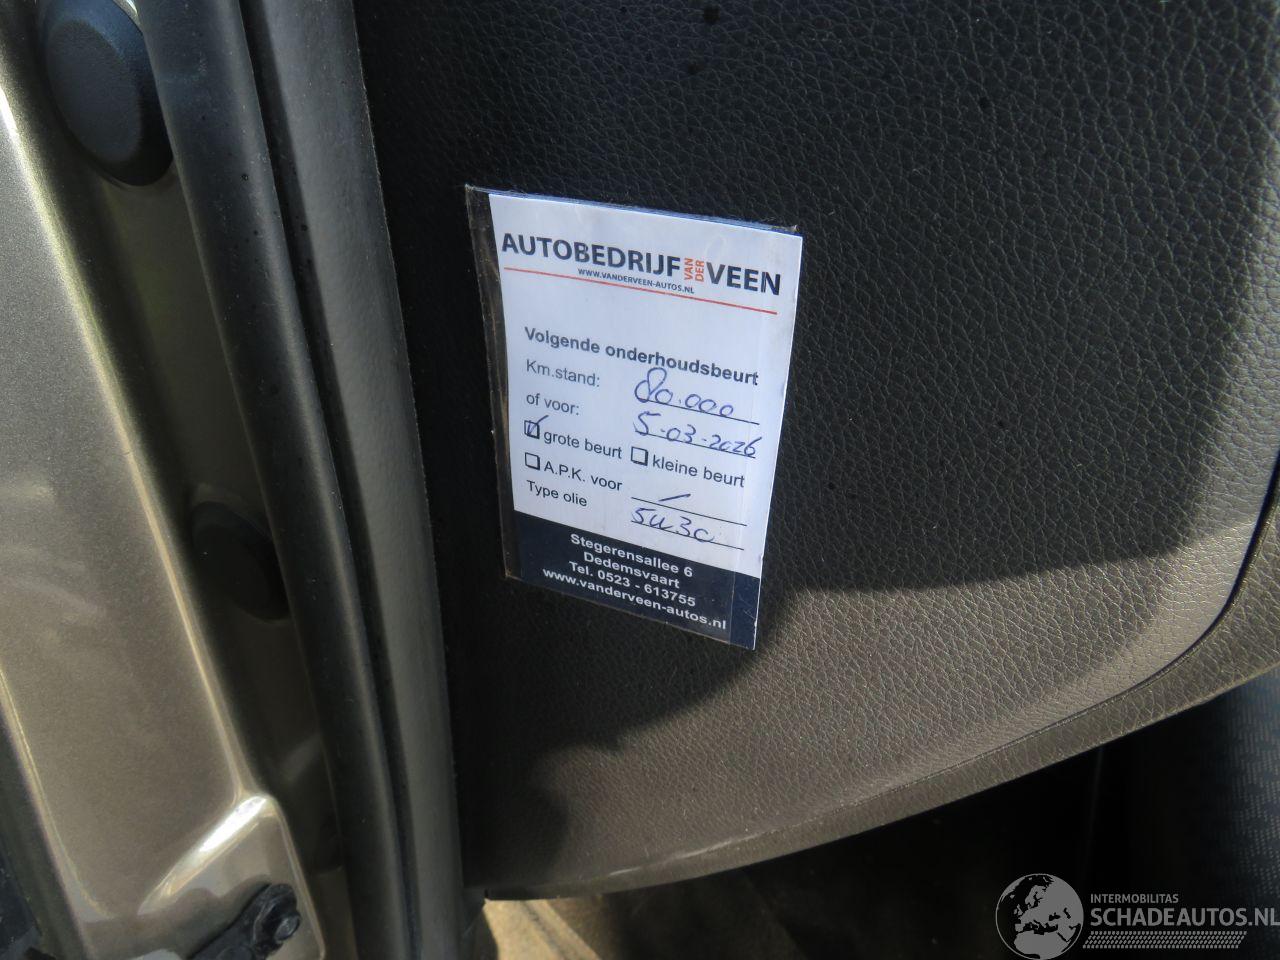 AUTOBEDRIJF VAN DER VEEN
WWW.VANDERVEEN-AUTOS.NL
Volgende onderhoudsbeurt
Km.stand: 80.000
of voor: 5-03-2026
grote beurt kleine beurt
A.P.K. voor /
Type olie 5W30
Stegerensallee 6
Dedemsvaart
Tel. 0523 - 613755
www.vanderveen-autos.nl
INTERMOBILITAS
SCHADEAUTOS.NL